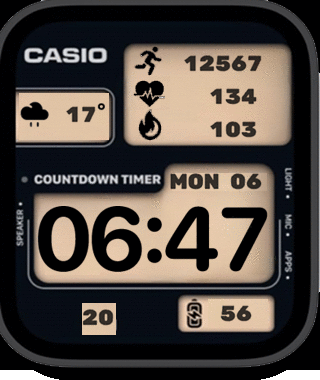 CASIO
12567
17°
134
103
COUNTDOWN TIMER
MON 06
LIGHT
SPEAKER
06:47
MIC
APPS
20
56